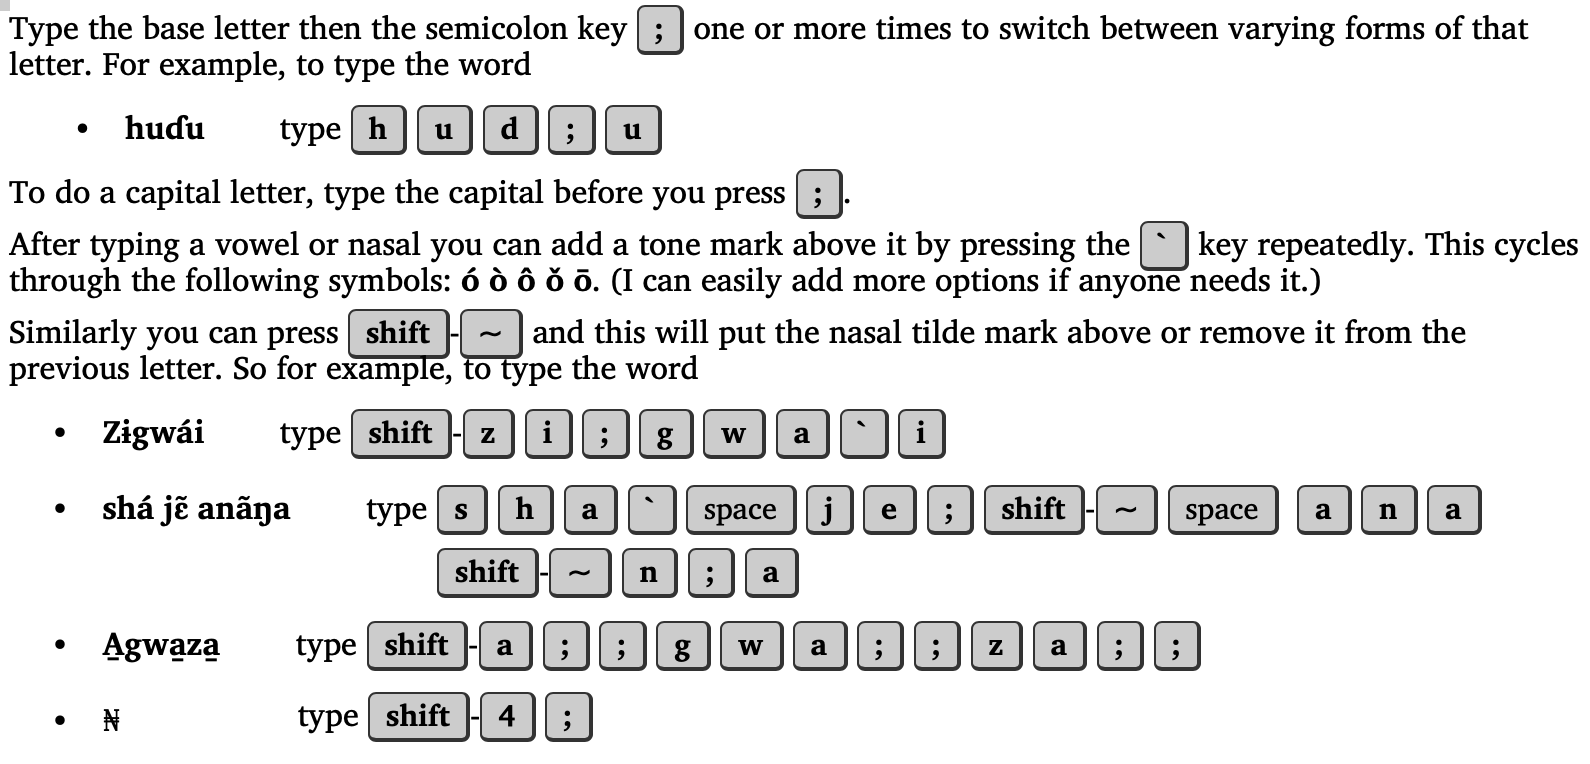 Type the base letter then the semicolon key ; one or more times to switch between varying forms of that
letter. For example, to type the word
• huɗu type h u d ; u
To do a capital letter, type the capital before you press ;.
After typing a vowel or nasal you can add a tone mark above it by pressing the ` key repeatedly. This cycles
through the following symbols: ó ò ô ǒ ō. (I can easily add more options if anyone needs it.)
Similarly you can press shift-~ and this will put the nasal tilde mark above or remove it from the
previous letter. So for example, to type the word
• Zɨgwái type shift-z i ; g w a ` i
• shá jɛ̃ anãŋa type s h a ` space j e ; shift-~ space a n a
shift-~ n ; a
• A̱gwa̱za̱ type shift-a ; ; g w a ; ; z a ; ;
• ₦ type shift-4 ;